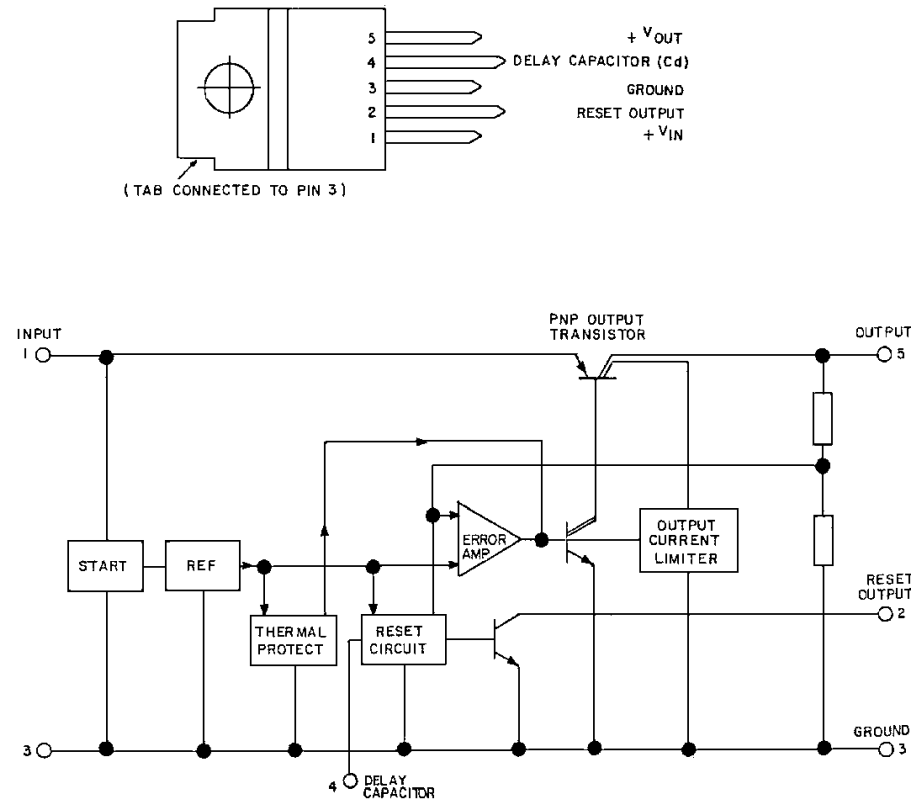 5 + VOUT
4 DELAY CAPACITOR (Cd)
3 GROUND
2 RESET OUTPUT
1 + VIN
(TAB CONNECTED TO PIN 3)
PNP OUTPUT
TRANSISTOR
INPUT
1
OUTPUT
5
START
REF
ERROR
AMP
OUTPUT
CURRENT
LIMITER
THERMAL
PROTECT
RESET
CIRCUIT
RESET
OUTPUT
2
3
GROUND
3
4
DELAY
CAPACITOR